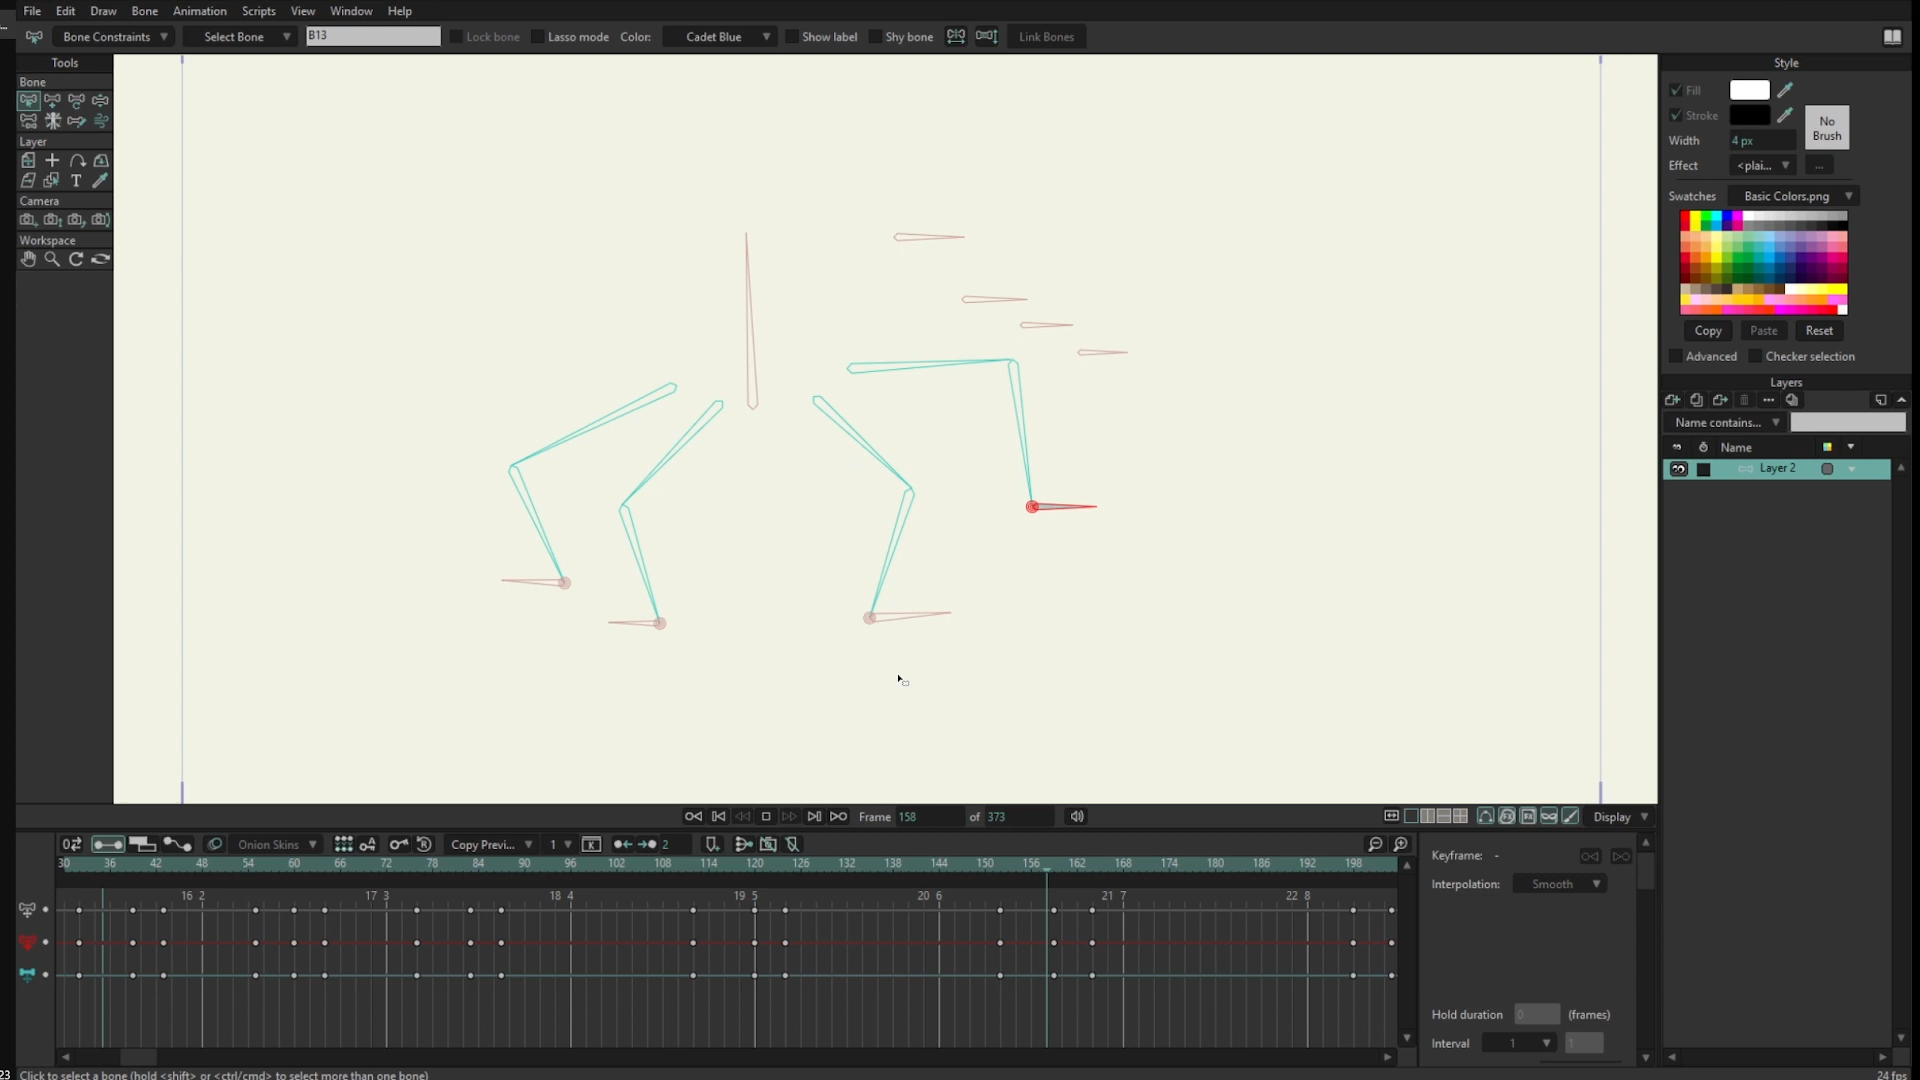 File Edit Draw Bone Animation Scripts View Window Help
Bone Constraints Select Bone B13 Lock bone Lasso mode Color: Cadet Blue Show label Shy bone Link Bones
Tools
Bone
Layer
T
Camera
Workspace
Style
Fill
Stroke
No
Brush
Width 4 px
Effect <plai... ...
Swatches Basic Colors.png
Copy Paste Reset
Advanced Checker selection
Layers
Name contains...
Name
Layer 2
Frame 158 of 373 Display
Onion Skins Copy Previ... 1 2
30 36 42 48 54 60 66 72 78 84 90 96 102 108 114 120 126 132 138 144 150 156 162 168 174 180 186 192 198
16 2 17 3 18 4 19 5 20 6 21 7 22 8
Keyframe: -
Interpolation: Smooth
Hold duration 0 (frames)
Interval 1 1
23 Click to select a bone (hold <shift> or <ctrl/cmd> to select more than one bone) 24 fps